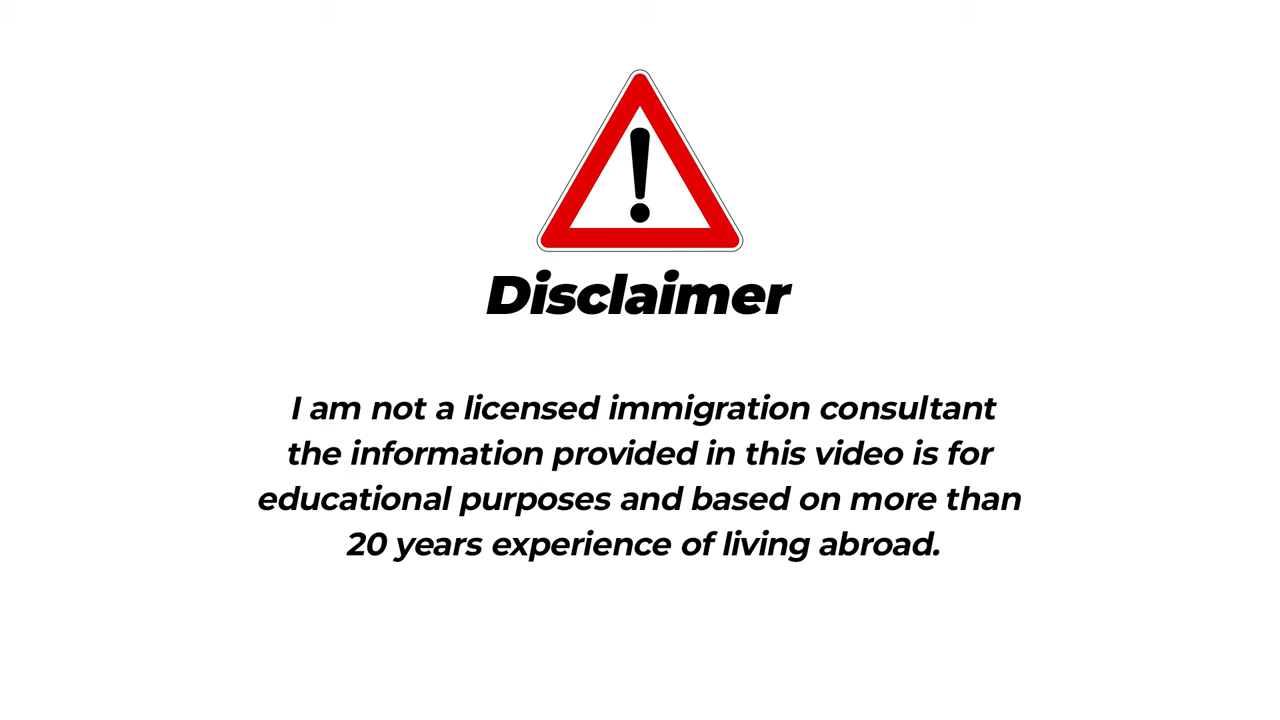 Disclaimer
I am not a licensed immigration consultant
the information provided in this video is for
educational purposes and based on more than
20 years experience of living abroad.